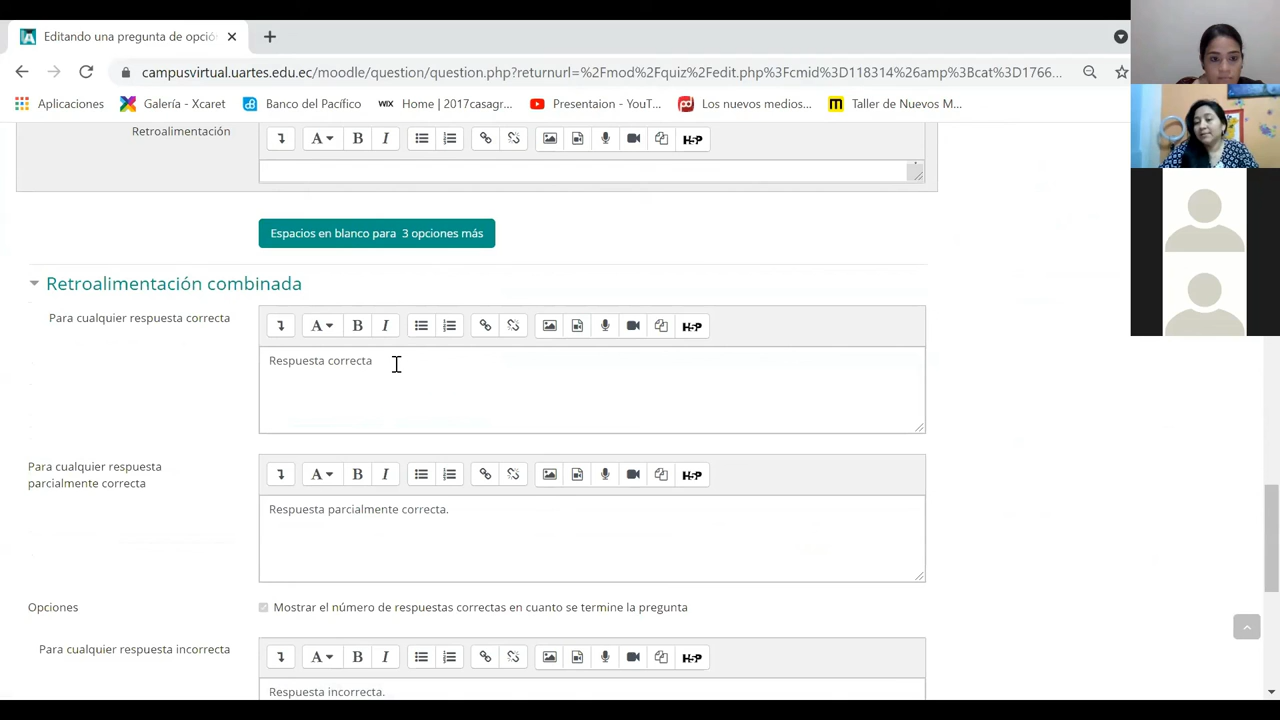 Editando una pregunta de opció
campusvirtual.uartes.edu.ec/moodle/question/question.php?returnurl=%2Fmod%2Fquiz%2Fedit.php%3Fcmid%3D118314%26amp%3Bcat%3D1766...
Aplicaciones Galería - Xcaret Banco del Pacífico WIX Home | 2017casagr... Presentaion - YouT... Los nuevos medios... Taller de Nuevos M...
Retroalimentación A B I H-P
Espacios en blanco para 3 opciones más
Retroalimentación combinada
Para cualquier respuesta correcta A B I H-P
Respuesta correcta
Para cualquier respuesta A B I H-P
parcialmente correcta
Respuesta parcialmente correcta.
Opciones Mostrar el número de respuestas correctas en cuanto se termine la pregunta
Para cualquier respuesta incorrecta A B I H-P
Respuesta incorrecta.